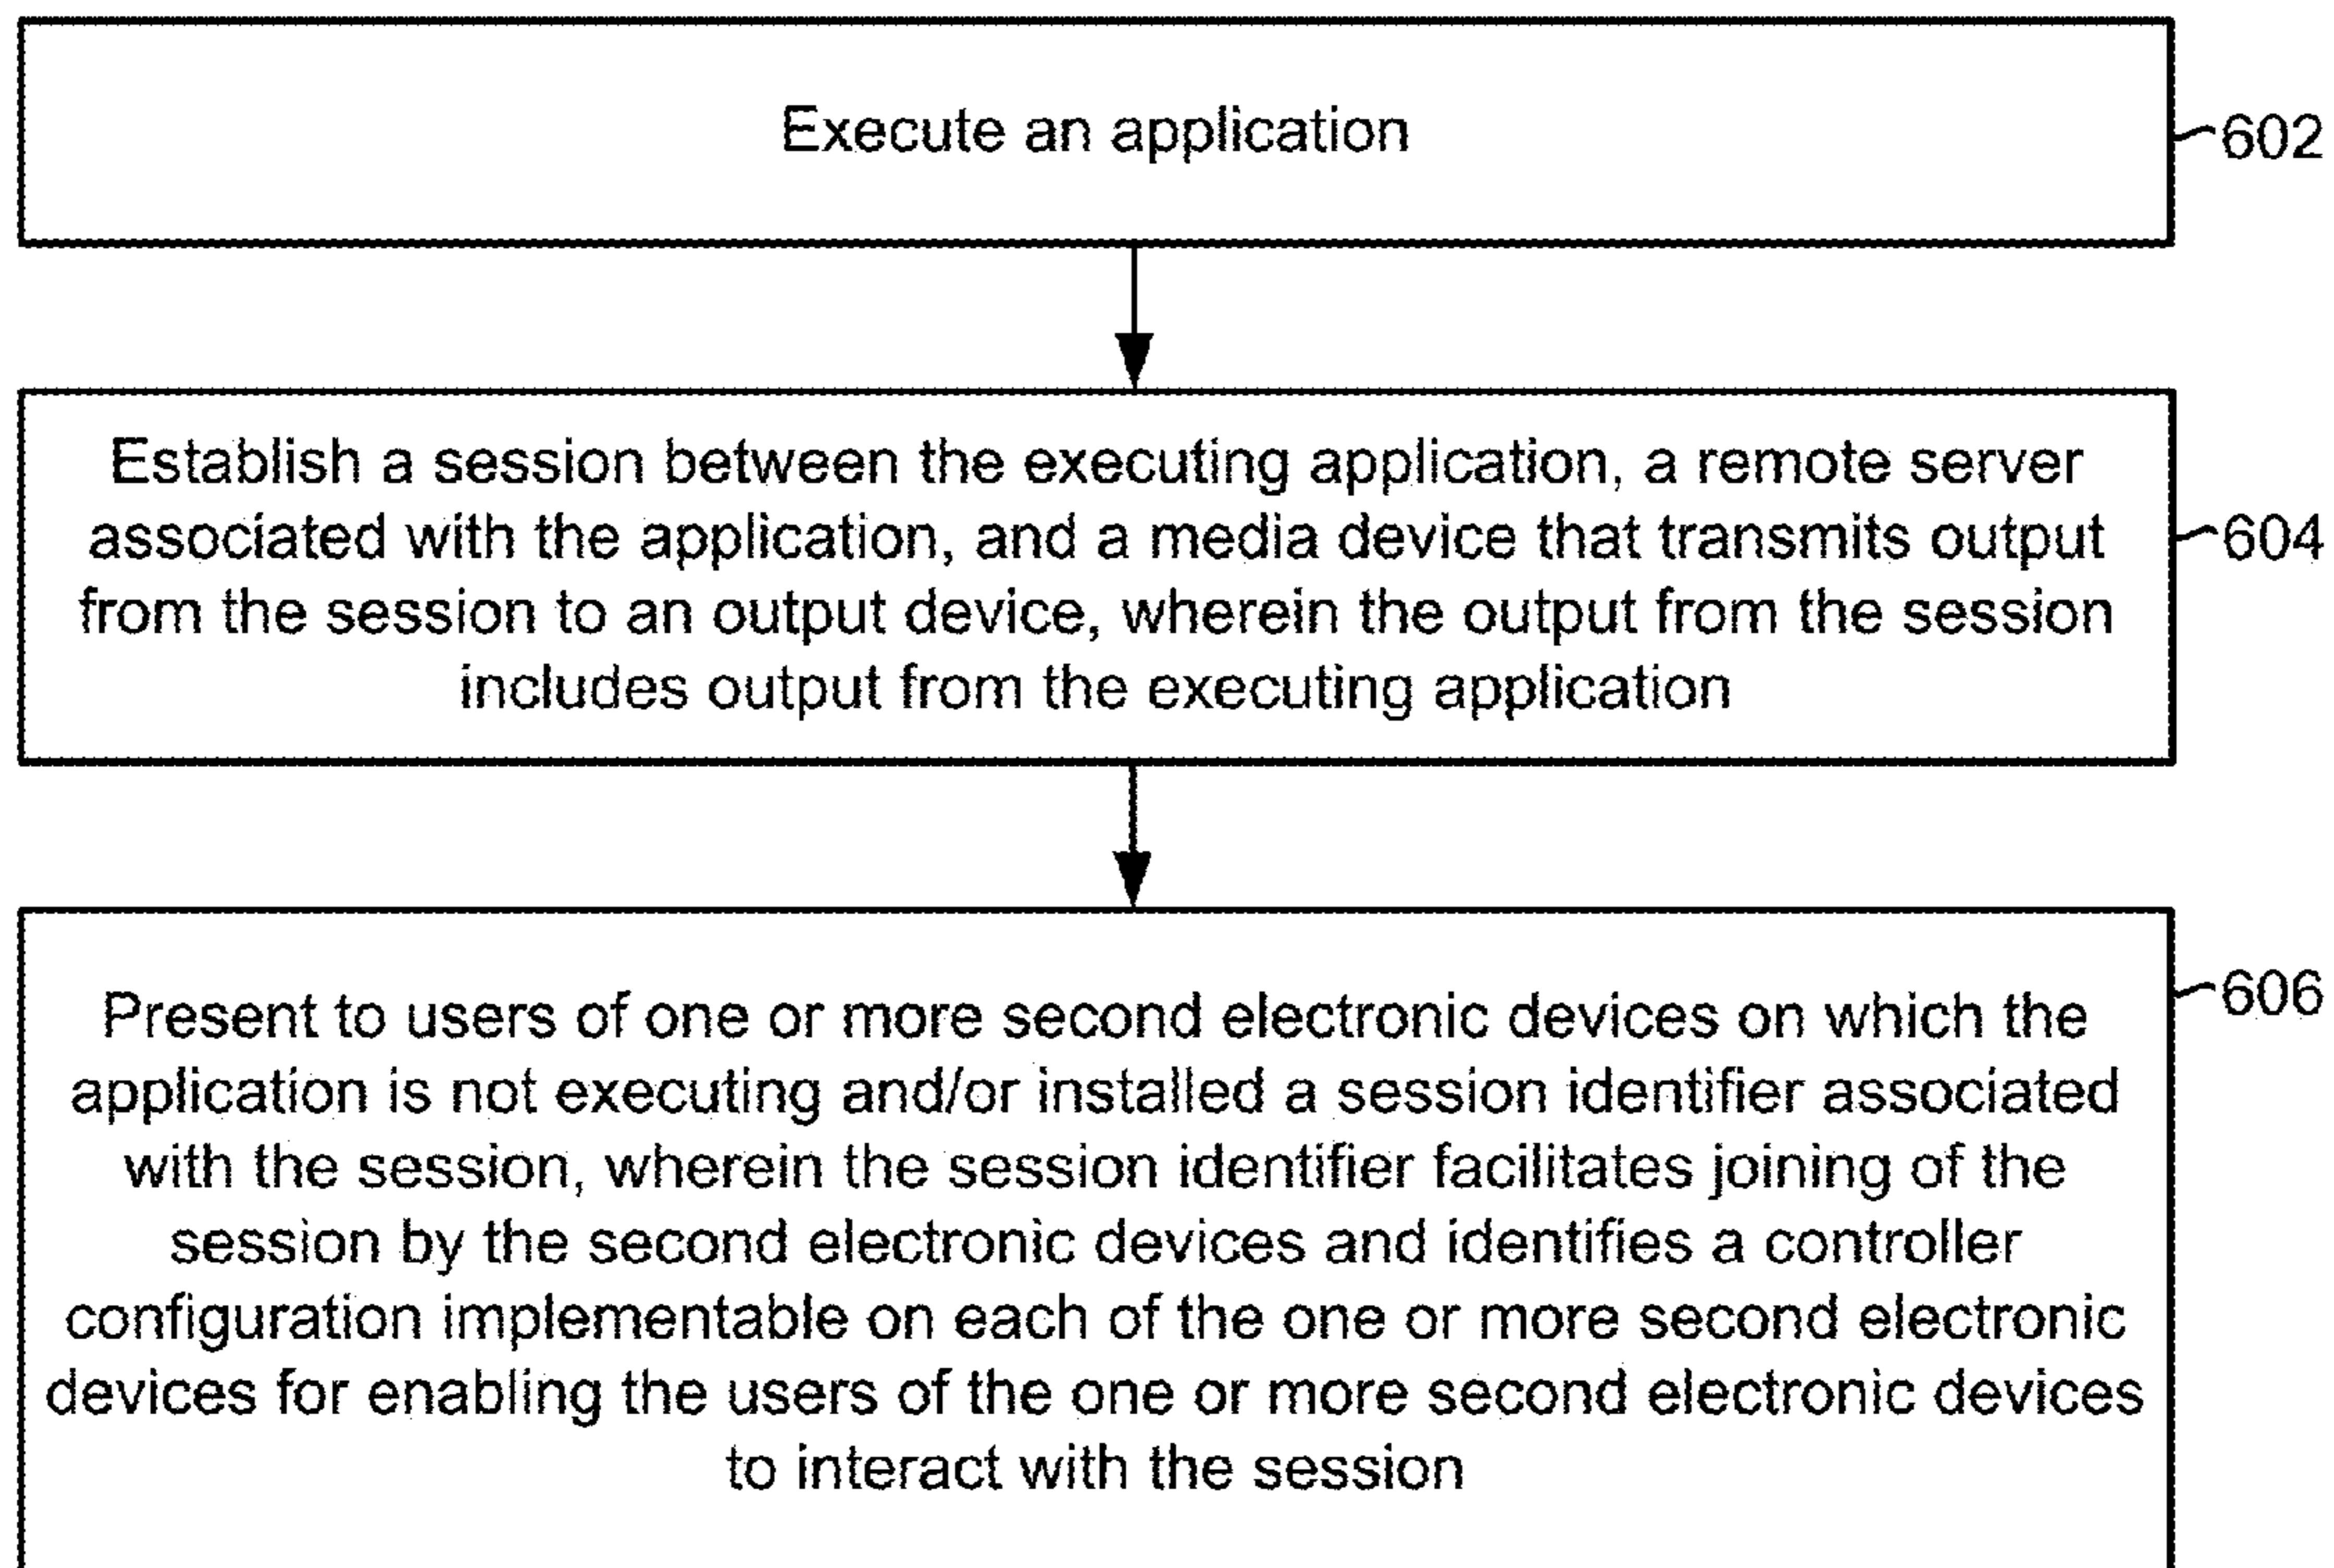 Execute an application
602
Establish a session between the executing application, a remote server
associated with the application, and a media device that transmits output
from the session to an output device, wherein the output from the session
includes output from the executing application
604
Present to users of one or more second electronic devices on which the
application is not executing and/or installed a session identifier associated
with the session, wherein the session identifier facilitates joining of the
session by the second electronic devices and identifies a controller
configuration implementable on each of the one or more second electronic
devices for enabling the users of the one or more second electronic devices
to interact with the session
606